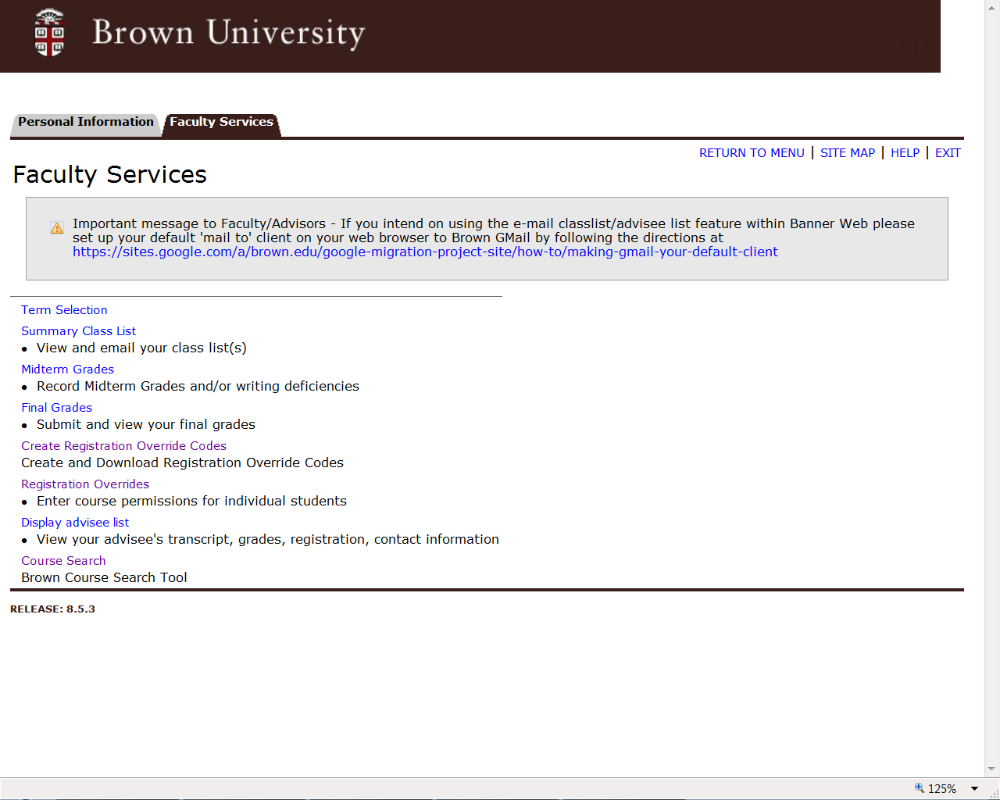 Brown University
Personal Information
Faculty Services
RETURN TO MENU | SITE MAP | HELP | EXIT
Faculty Services
Important message to Faculty/Advisors - If you intend on using the e-mail classlist/advisee list feature within Banner Web please
set up your default 'mail to' client on your web browser to Brown GMail by following the directions at
https://sites.google.com/a/brown.edu/google-migration-project-site/how-to/making-gmail-your-default-client
Term Selection
Summary Class List
• View and email your class list(s)
Midterm Grades
• Record Midterm Grades and/or writing deficiencies
Final Grades
• Submit and view your final grades
Create Registration Override Codes
Create and Download Registration Override Codes
Registration Overrides
• Enter course permissions for individual students
Display advisee list
• View your advisee's transcript, grades, registration, contact information
Course Search
Brown Course Search Tool
RELEASE: 8.5.3
125%